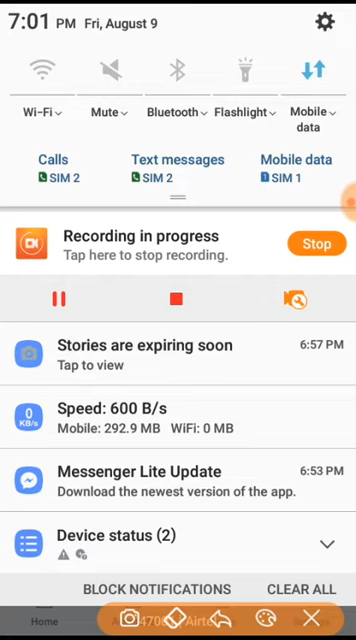 7:01 PM Fri, August 9
Wi-Fi
Mute
Bluetooth
Flashlight
Mobile data
Calls
SIM 2
Text messages
SIM 2
Mobile data
1 SIM 1
Recording in progress
Tap here to stop recording.
Stop
Stories are expiring soon
6:57 PM
Tap to view
0 KB/s
Speed: 600 B/s
Mobile: 292.9 MB WiFi: 0 MB
Messenger Lite Update
6:53 PM
Download the newest version of the app.
Device status (2)
BLOCK NOTIFICATIONS
CLEAR ALL
Home